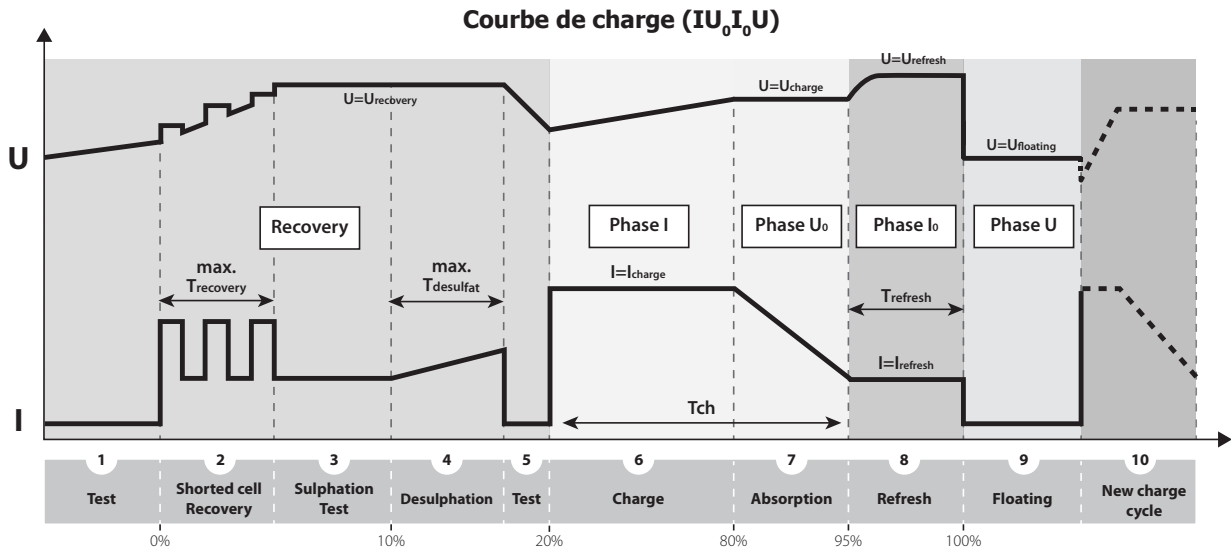 Courbe de charge (IU₀I₀U)
U=Urefresh
U=Urecovery
U=Ucharge
U=Ufloating
U
Recovery
Phase I
Phase U₀
Phase I₀
Phase U
max.
Trecovery
max.
Tdesulfat
I=Icharge
Trefresh
I=Irefresh
Tch
I
1
2
3
4
5
6
7
8
9
10
Test
Shorted cell
Recovery
Sulphation
Test
Desulphation
Test
Charge
Absorption
Refresh
Floating
New charge
cycle
0%
10%
20%
80%
95%
100%